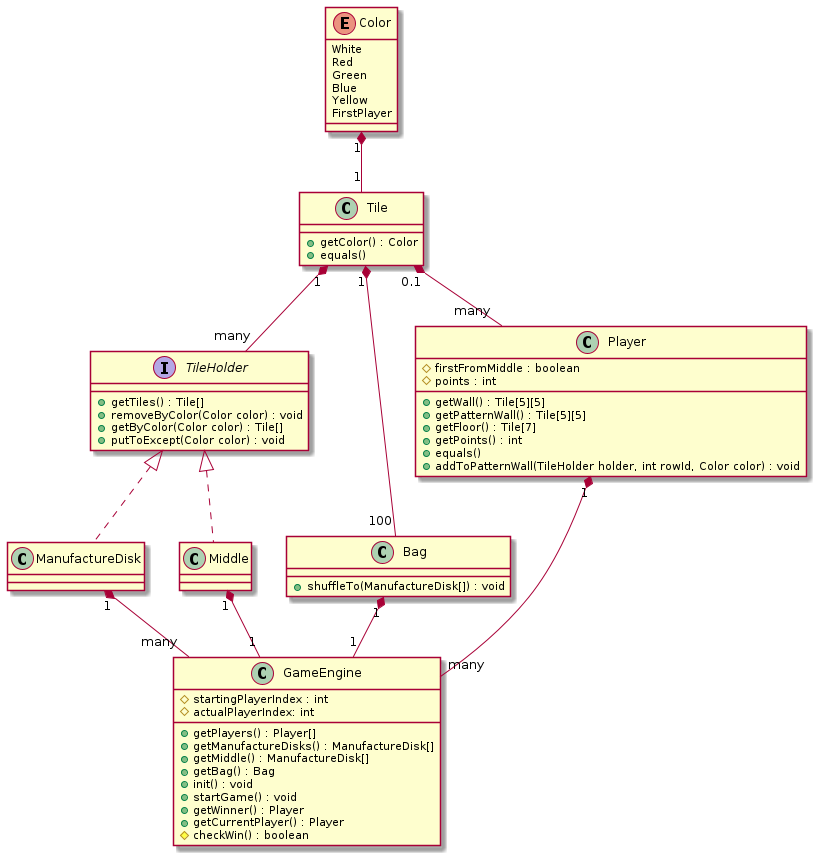 E Color
White
Red
Green
Blue
Yellow
FirstPlayer
1
1
C Tile
getColor() : Color
equals()
1
1
0.1
many
many
C Player
firstFromMiddle : boolean
points : int
getWall() : Tile[5][5]
getPatternWall() : Tile[5][5]
getFloor() : Tile[7]
getPoints() : int
equals()
addToPatternWall(TileHolder holder, int rowId, Color color) : void
I TileHolder
getTiles() : Tile[]
removeByColor(Color color) : void
getByColor(Color color) : Tile[]
putToExcept(Color color) : void
1
100
C ManufactureDisk
C Middle
C Bag
shuffleTo(ManufactureDisk[]) : void
1
1
1
many
1
1
many
C GameEngine
startingPlayerIndex : int
actualPlayerIndex: int
getPlayers() : Player[]
getManufactureDisks() : ManufactureDisk[]
getMiddle() : ManufactureDisk[]
getBag() : Bag
init() : void
startGame() : void
getWinner() : Player
getCurrentPlayer() : Player
checkWin() : boolean